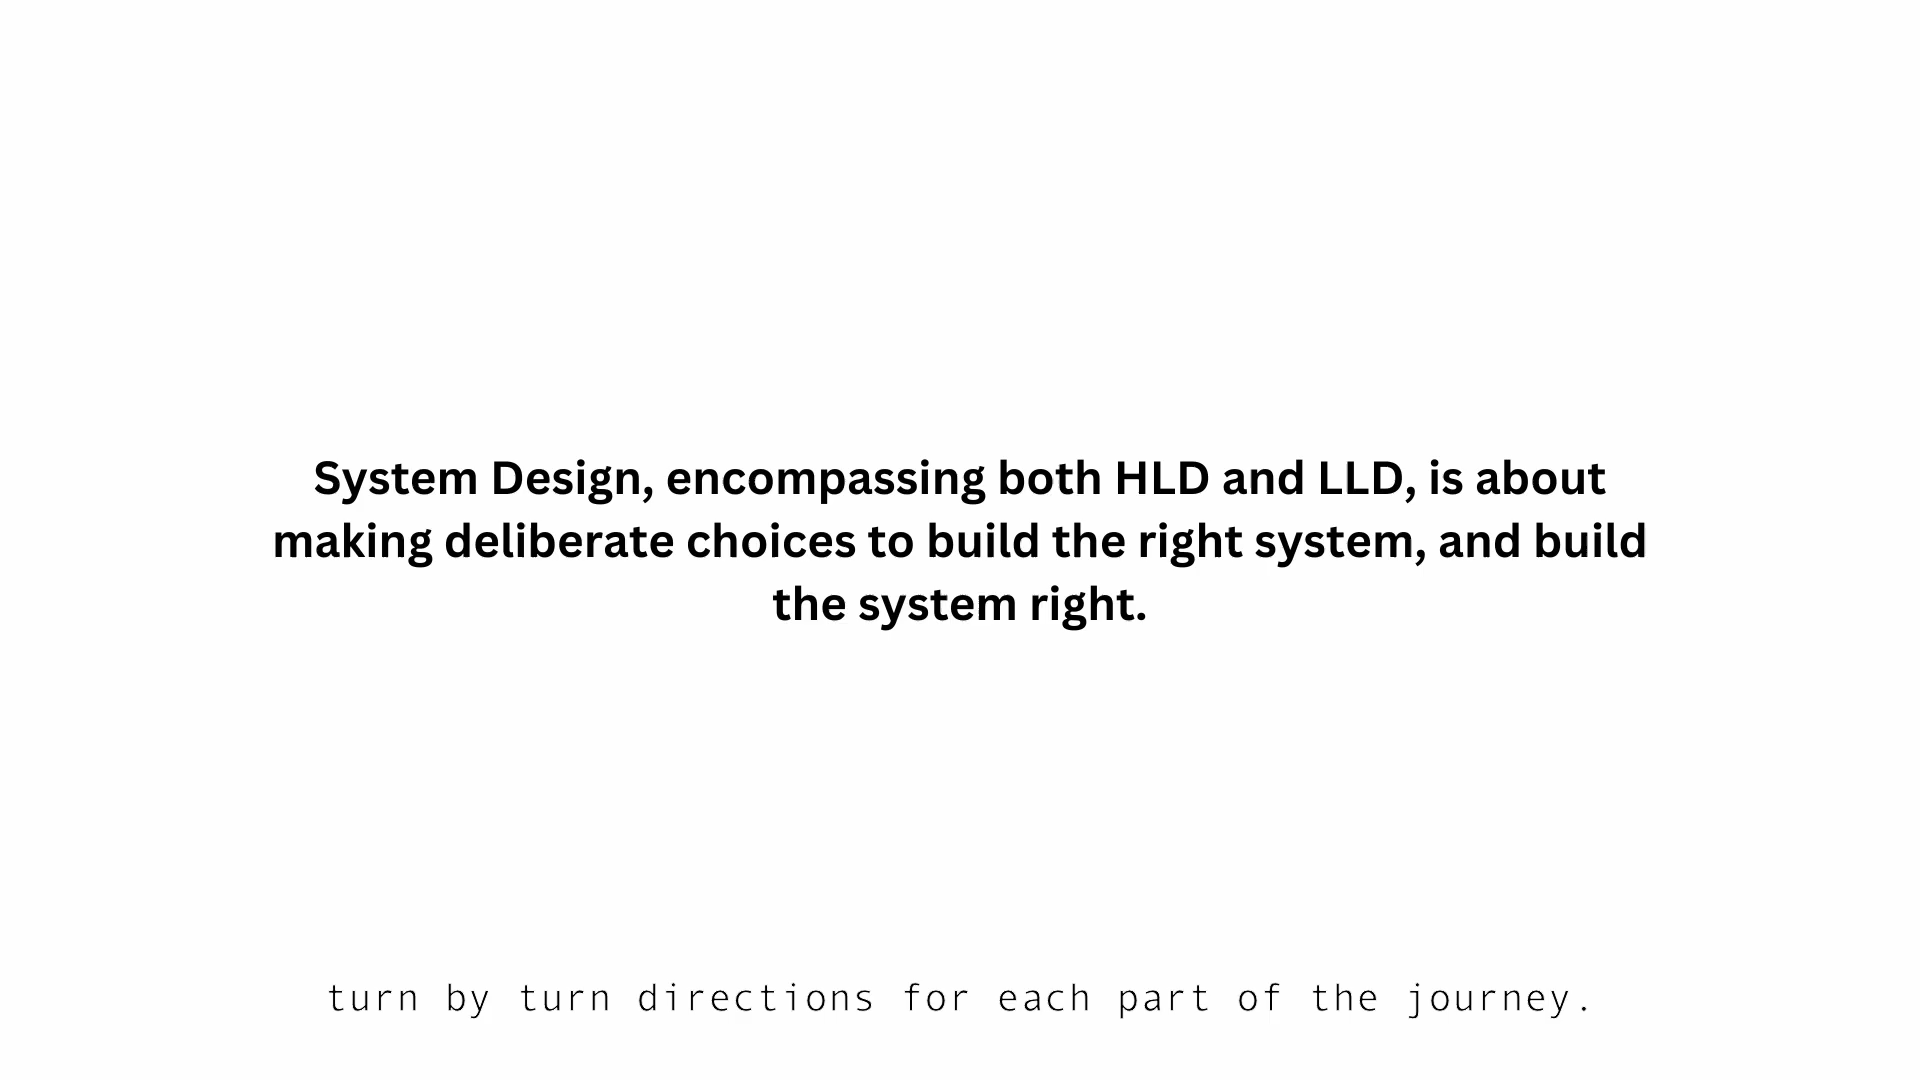 System Design, encompassing both HLD and LLD, is about
making deliberate choices to build the right system, and build
the system right.
turn by turn directions for each part of the journey.